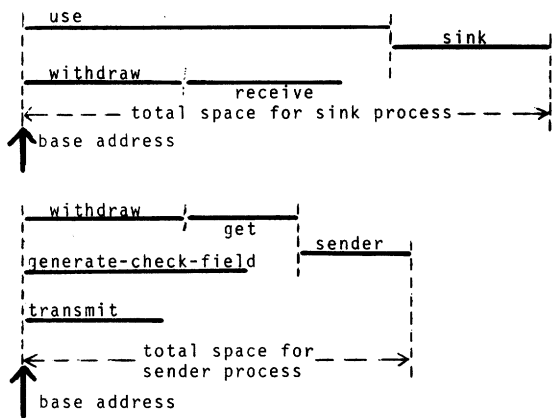 use
sink
withdraw
receive
total space for sink process
base address
withdraw
get
sender
generate-check-field
transmit
total space for
sender process
base address